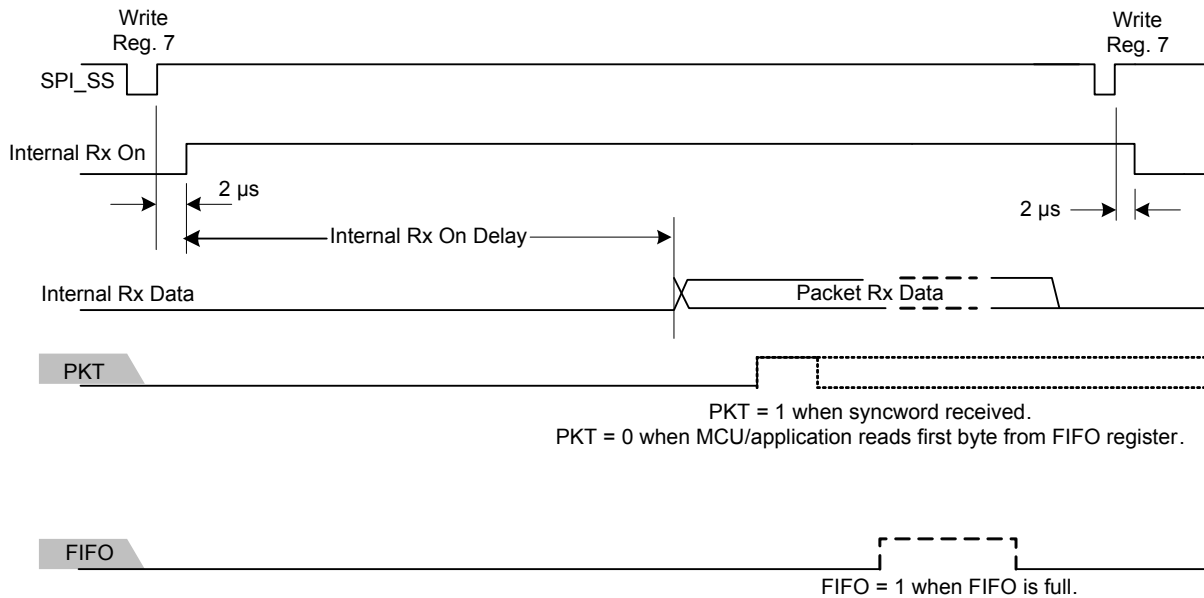 Write
Reg. 7
Write
Reg. 7
SPI_SS
Internal Rx On
2 µs
2 µs
Internal Rx On Delay
Internal Rx Data
Packet Rx Data
PKT
PKT = 1 when syncword received.
PKT = 0 when MCU/application reads first byte from FIFO register.
FIFO
FIFO = 1 when FIFO is full.